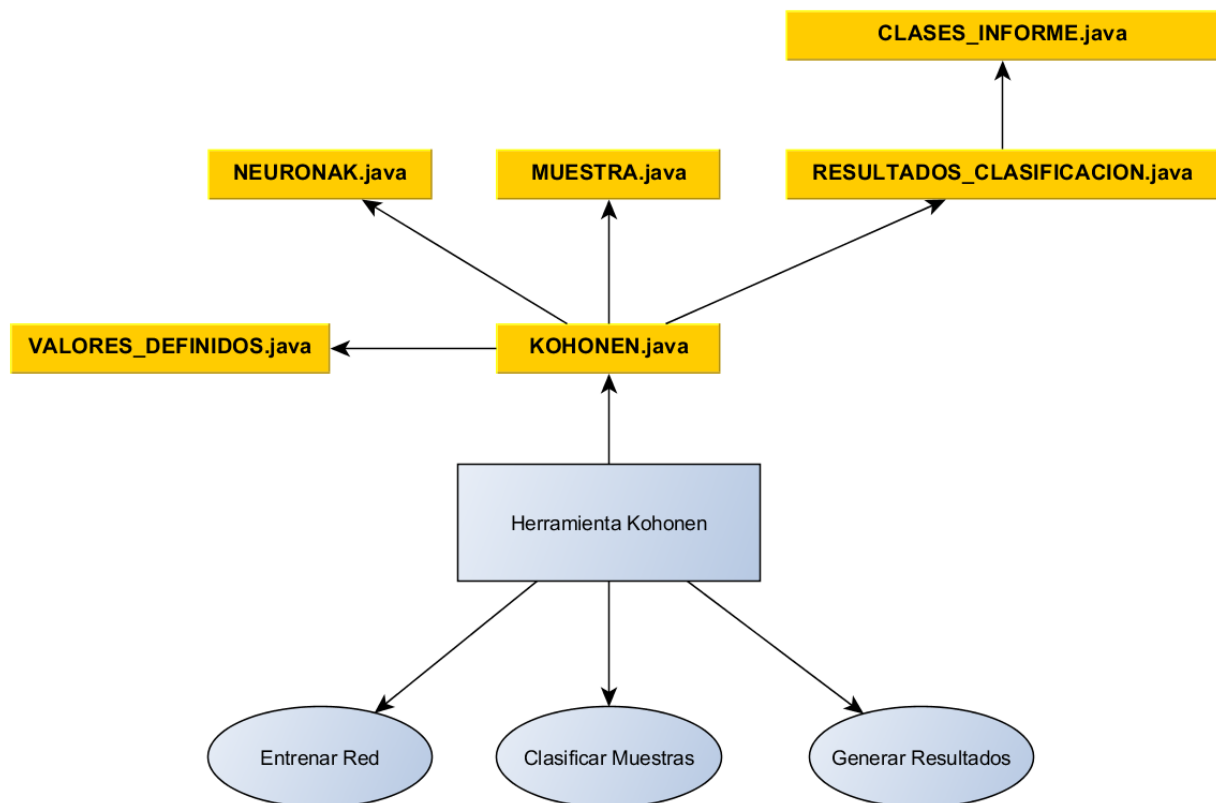 CLASES_INFORME.java
NEURONAK.java
MUESTRA.java
RESULTADOS_CLASIFICACION.java
VALORES_DEFINIDOS.java
KOHONEN.java
Herramienta Kohonen
Entrenar Red
Clasificar Muestras
Generar Resultados